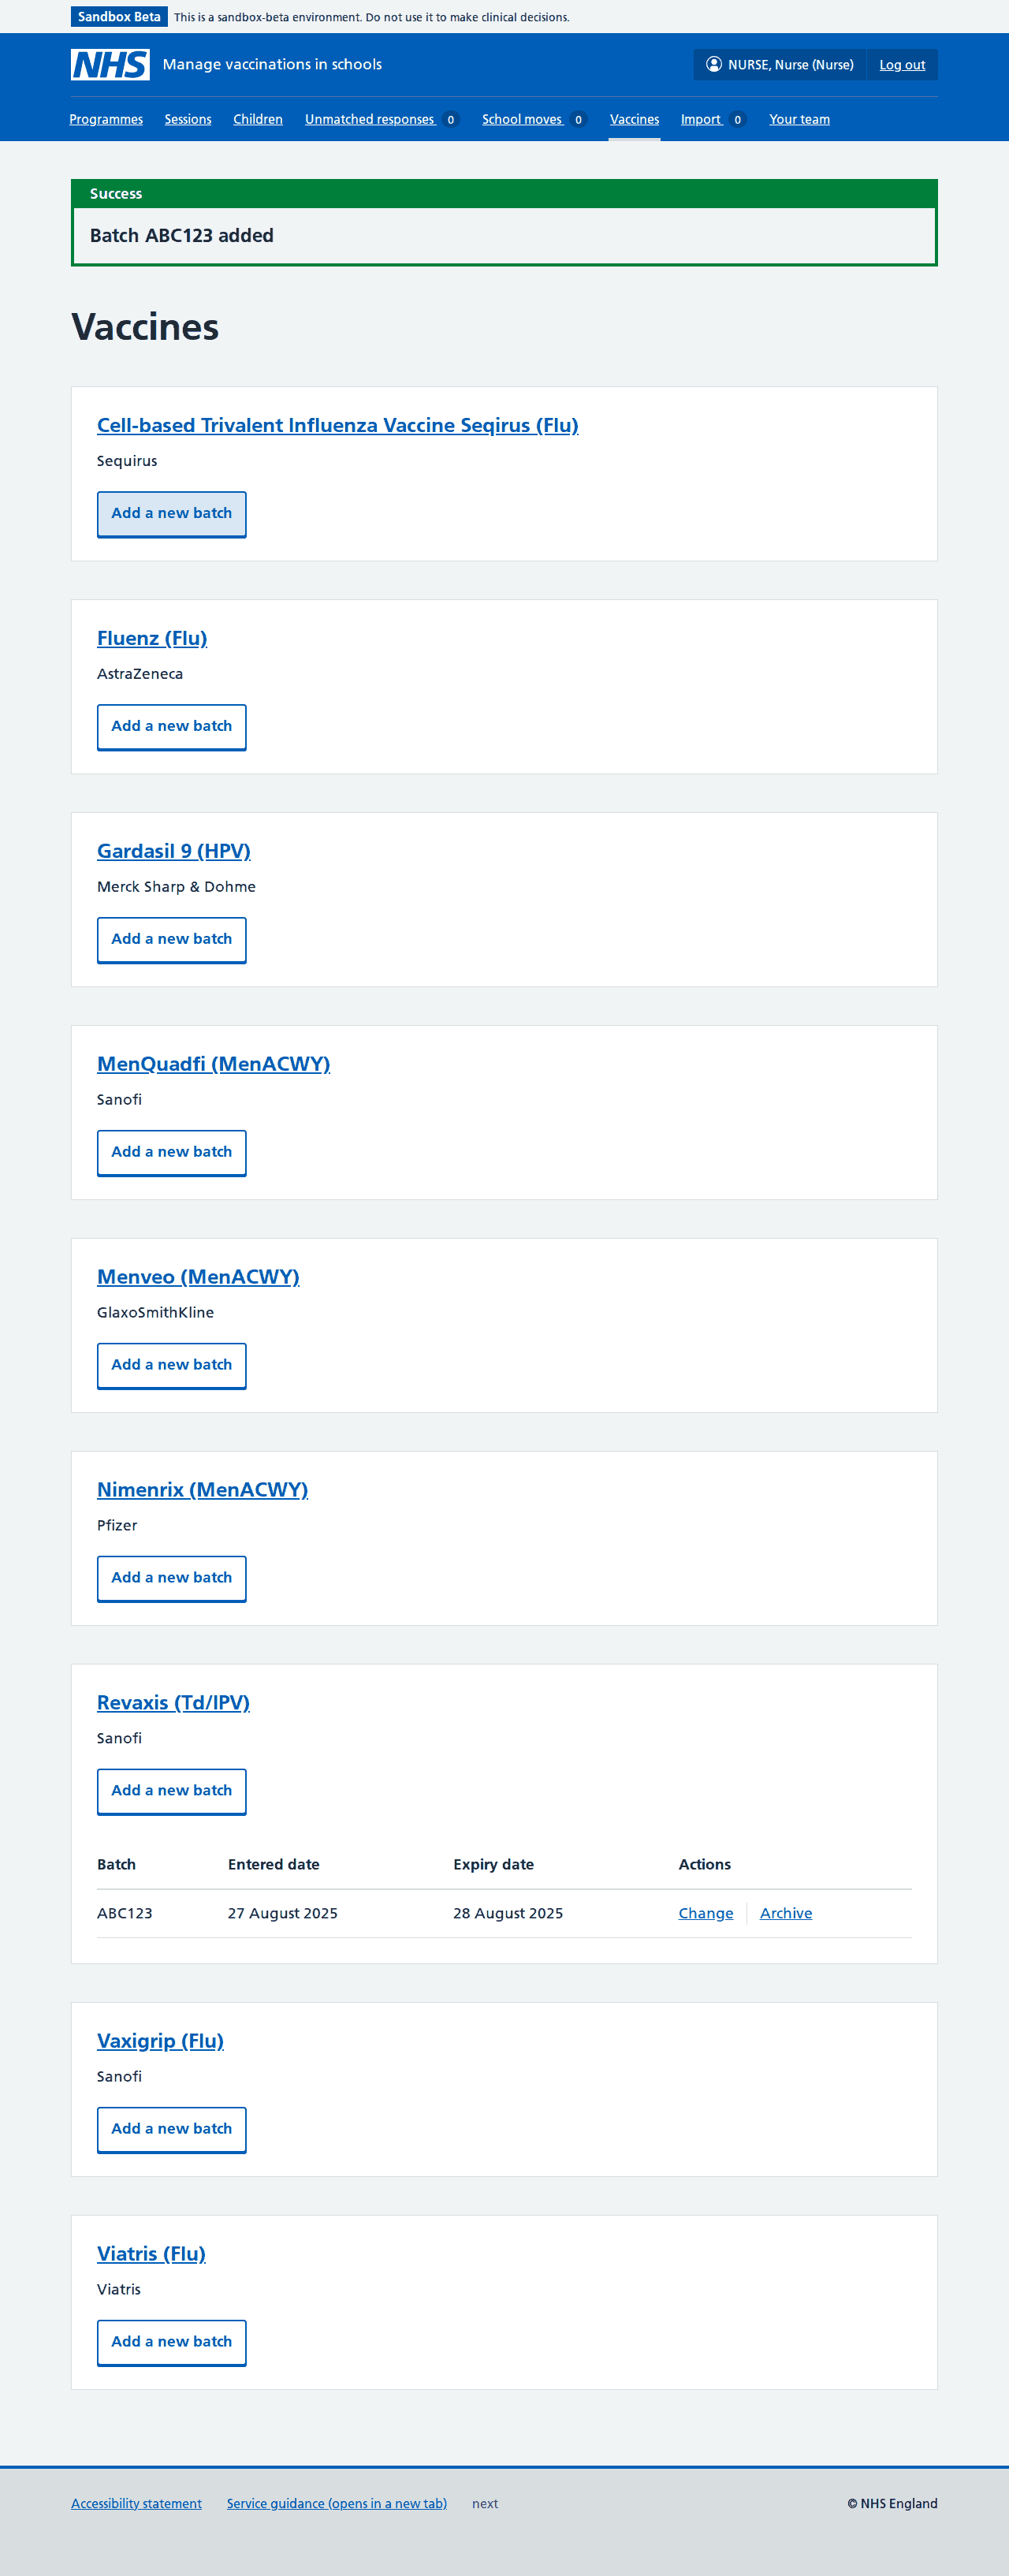 Sandbox Beta This is a sandbox-beta environment. Do not use it to make clinical decisions.
NHS Manage vaccinations in schools NURSE, Nurse (Nurse) Log out
Programmes Sessions Children Unmatched responses 0 School moves 0 Vaccines Import 0 Your team
Success
Batch ABC123 added
Vaccines
Cell-based Trivalent Influenza Vaccine Seqirus (Flu)
Sequirus
Add a new batch
Fluenz (Flu)
AstraZeneca
Add a new batch
Gardasil 9 (HPV)
Merck Sharp & Dohme
Add a new batch
MenQuadfi (MenACWY)
Sanofi
Add a new batch
Menveo (MenACWY)
GlaxoSmithKline
Add a new batch
Nimenrix (MenACWY)
Pfizer
Add a new batch
Revaxis (Td/IPV)
Sanofi
Add a new batch
Batch Entered date Expiry date Actions
ABC123 27 August 2025 28 August 2025 Change Archive
Vaxigrip (Flu)
Sanofi
Add a new batch
Viatris (Flu)
Viatris
Add a new batch
Accessibility statement Service guidance (opens in a new tab) next © NHS England